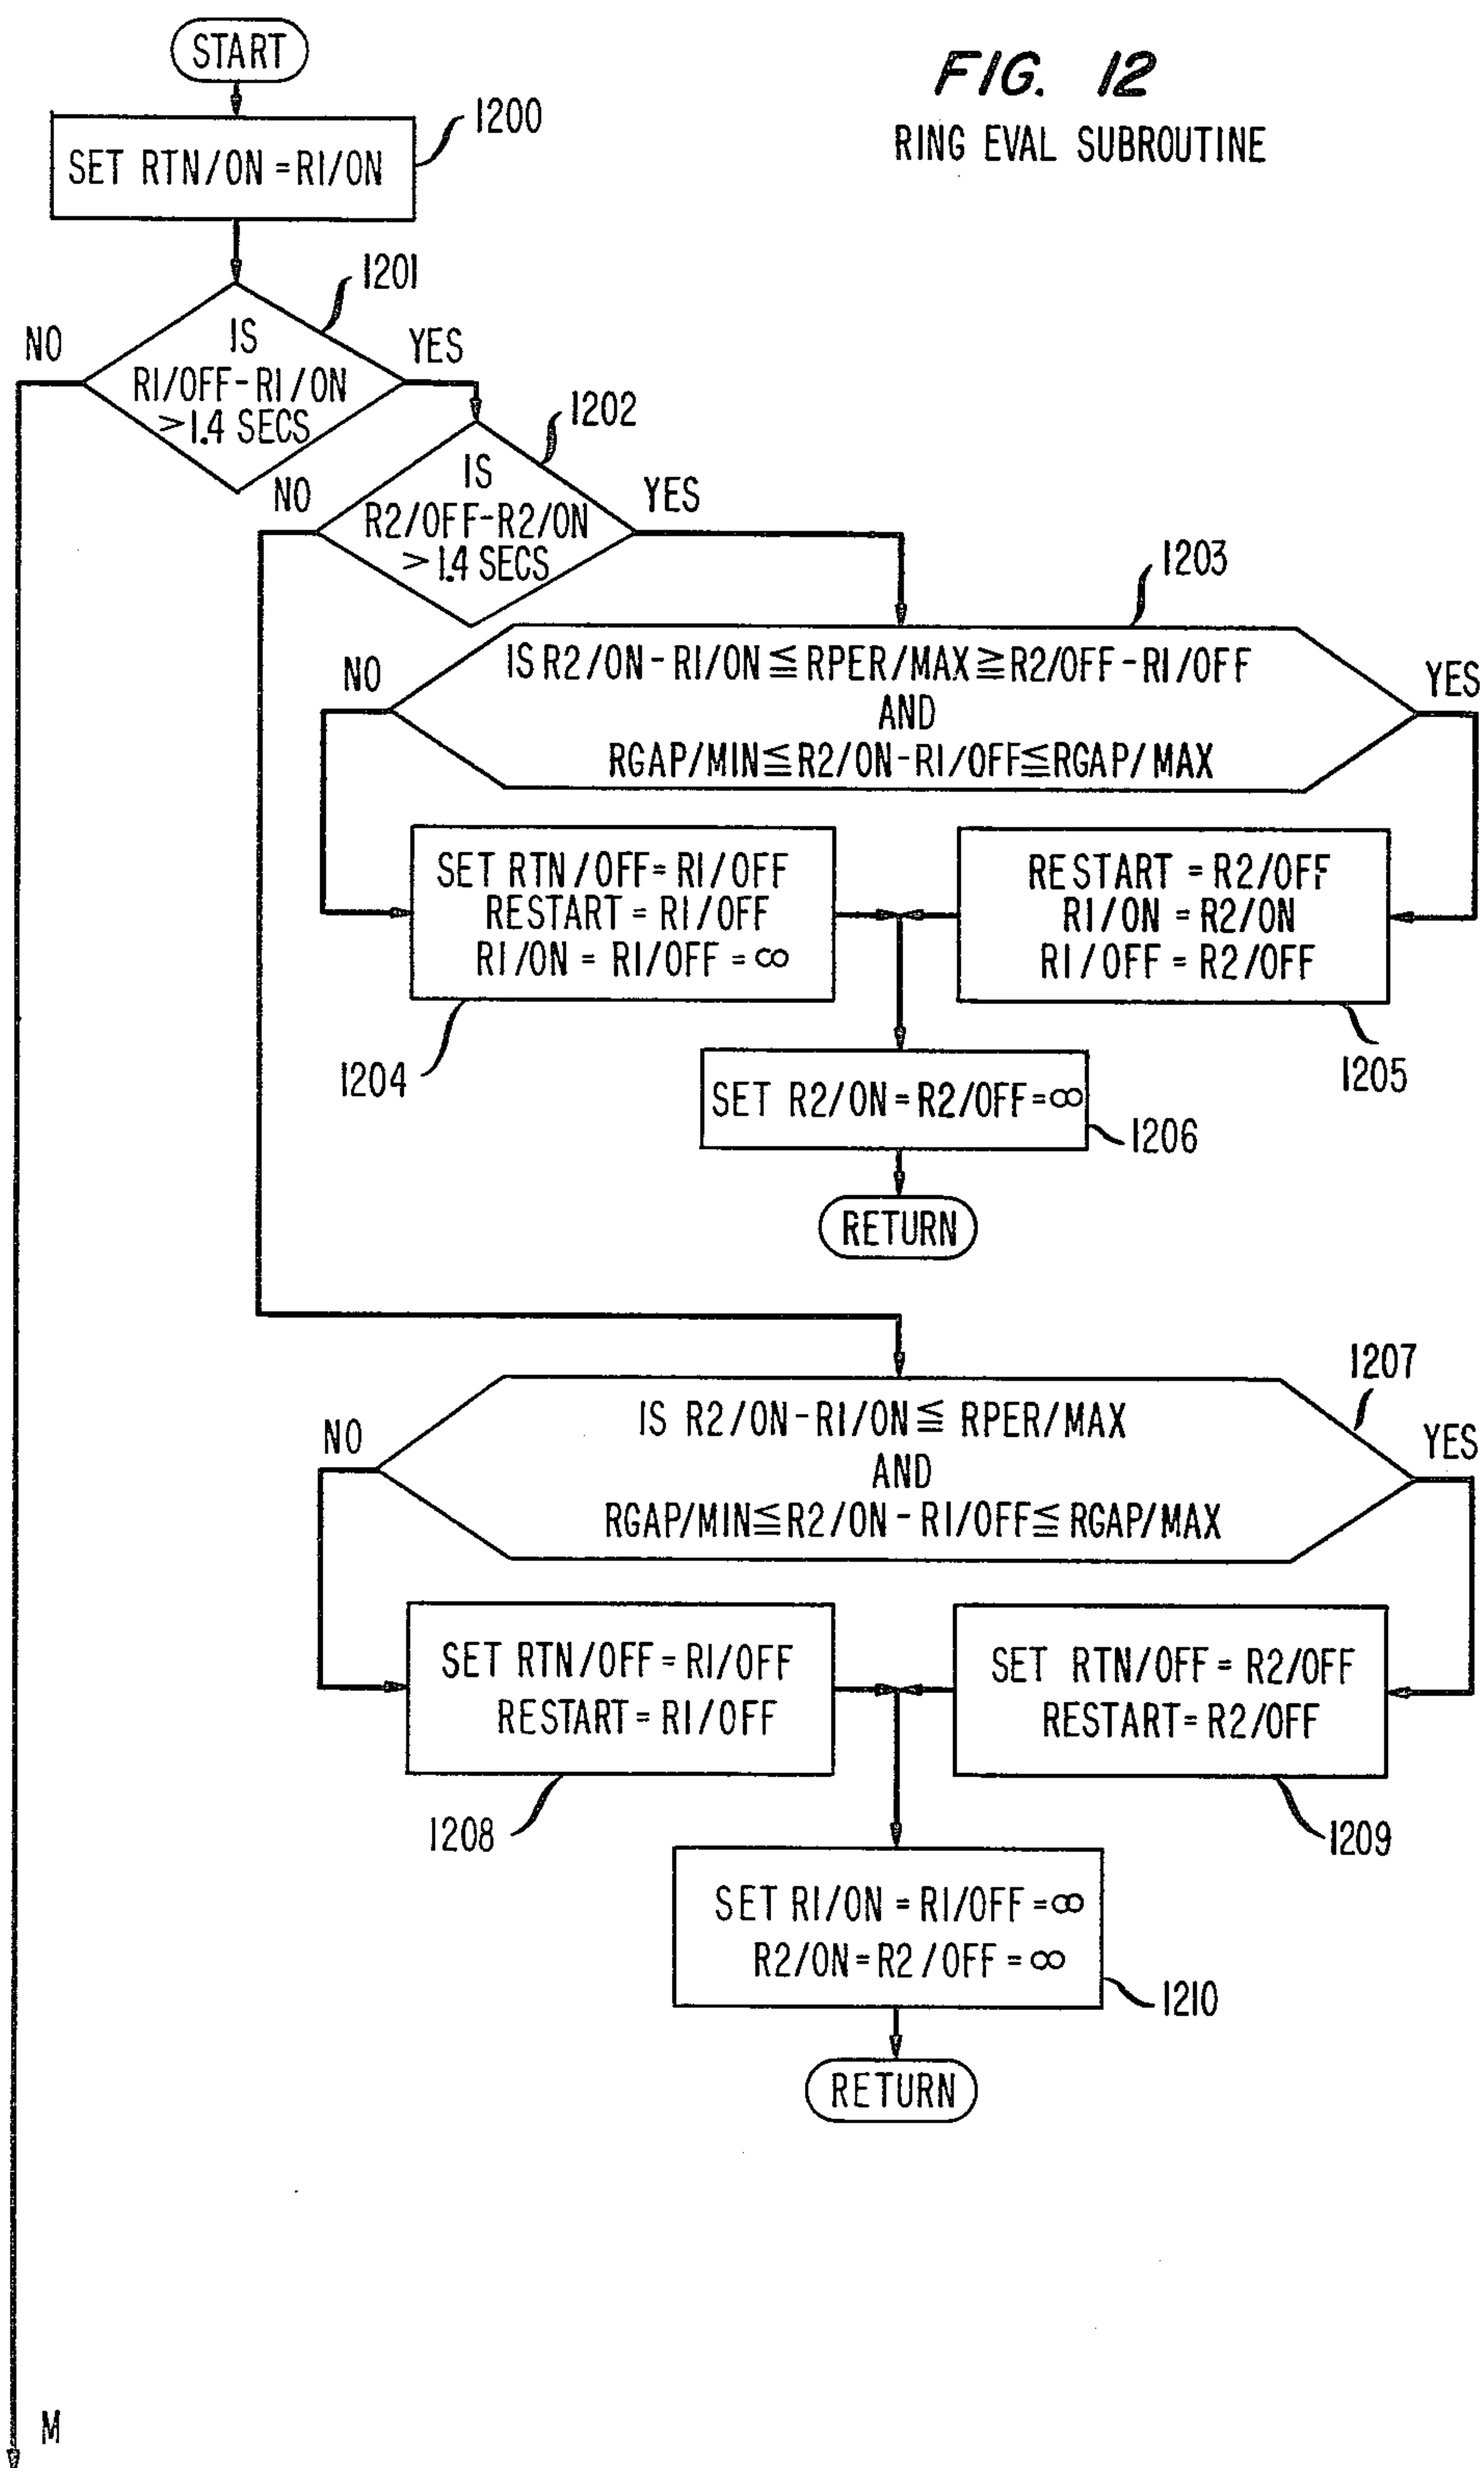 START
FIG. 12
RING EVAL SUBROUTINE
1200
SET RTN/ON = R1/ON
1201
NO
YES
IS
R1/OFF - R1/ON
> 1.4 SECS
1202
NO
YES
IS
R2/OFF - R2/ON
> 1.4 SECS
1203
NO
YES
IS R2/ON - R1/ON ≦ RPER/MAX ≧ R2/OFF - R1/OFF
AND
RGAP/MIN ≦ R2/ON - R1/OFF ≦ RGAP/MAX
SET RTN/OFF = R1/OFF
RESTART = R1/OFF
R1/ON = R1/OFF = ∞
RESTART = R2/OFF
R1/ON = R2/ON
R1/OFF = R2/OFF
1204
1205
SET R2/ON = R2/OFF = ∞
1206
RETURN
1207
NO
YES
IS R2/ON - R1/ON ≦ RPER/MAX
AND
RGAP/MIN ≦ R2/ON - R1/OFF ≦ RGAP/MAX
SET RTN/OFF = R1/OFF
RESTART = R1/OFF
SET RTN/OFF = R2/OFF
RESTART = R2/OFF
1208
1209
SET R1/ON = R1/OFF = ∞
R2/ON = R2/OFF = ∞
1210
RETURN
M